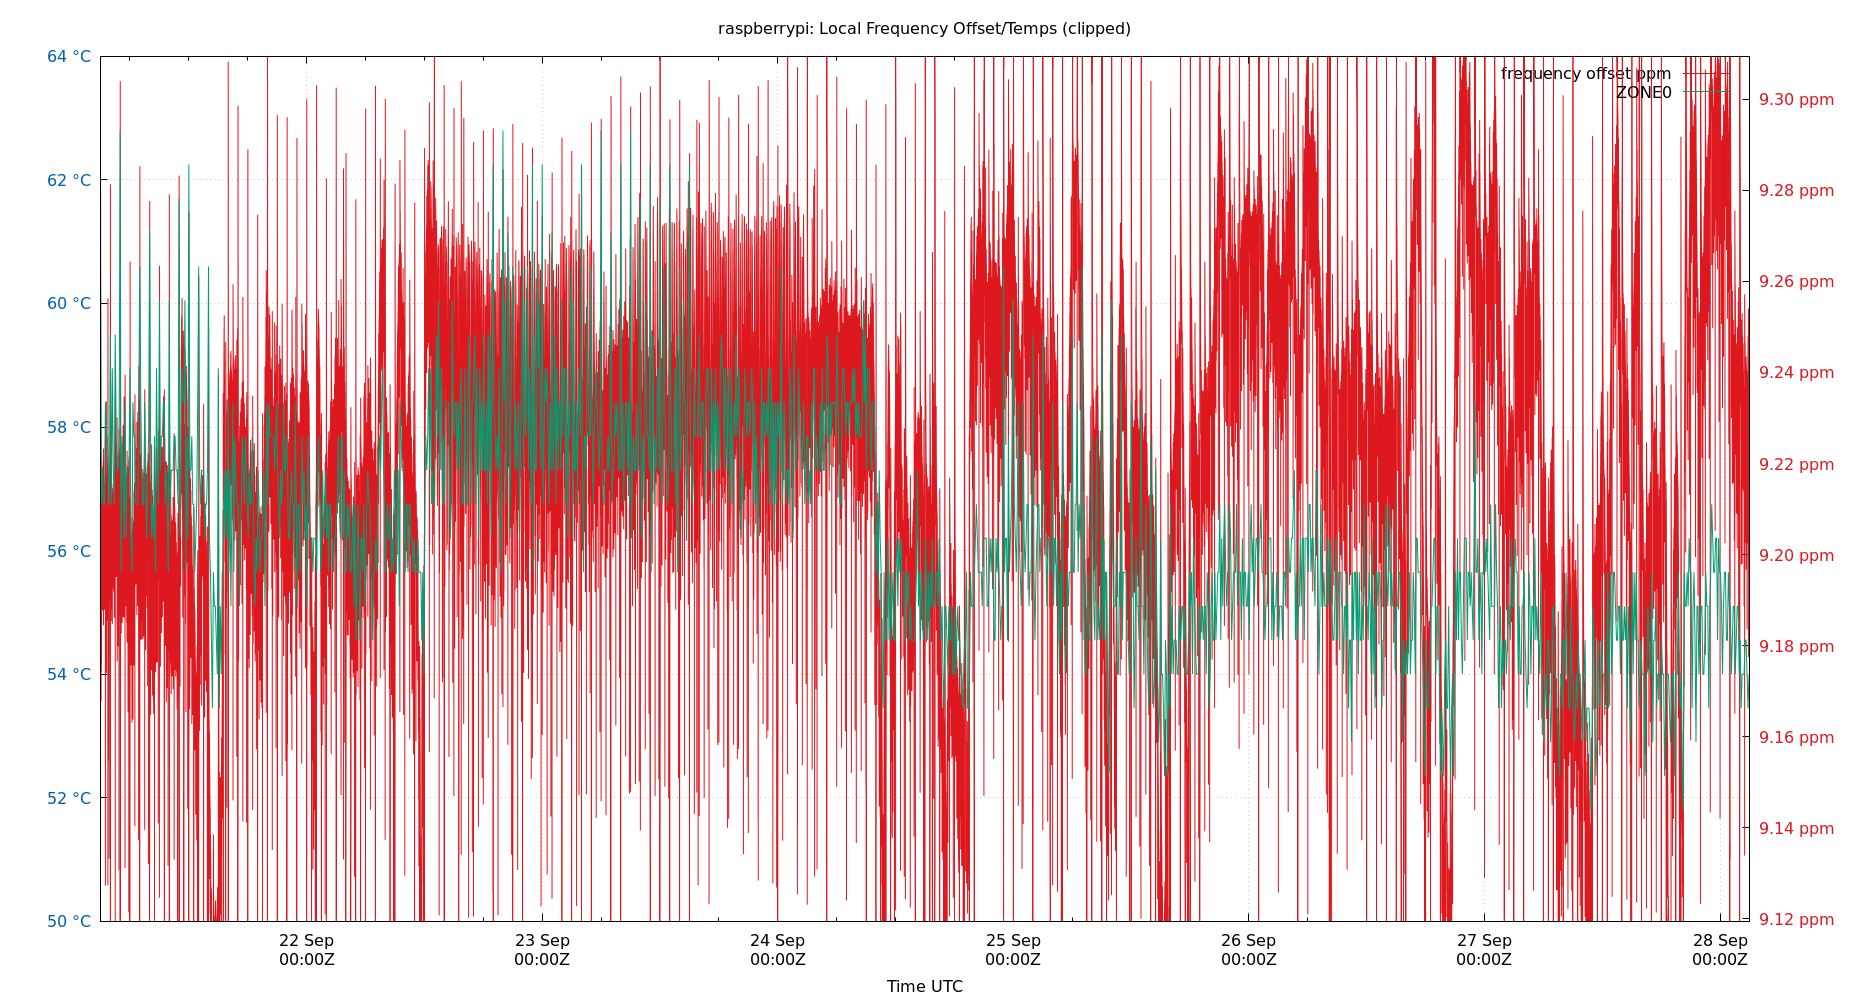 raspberrypi: Local Frequency Offset/Temps (clipped)
64 °C
62 °C
60 °C
58 °C
56 °C
54 °C
52 °C
50 °C
frequency offset ppm
ZONE0
9.30 ppm
9.28 ppm
9.26 ppm
9.24 ppm
9.22 ppm
9.20 ppm
9.18 ppm
9.16 ppm
9.14 ppm
9.12 ppm
22 Sep 23 Sep 24 Sep 25 Sep 26 Sep 27 Sep 28 Sep
00:00Z 00:00Z 00:00Z 00:00Z 00:00Z 00:00Z 00:00Z
Time UTC